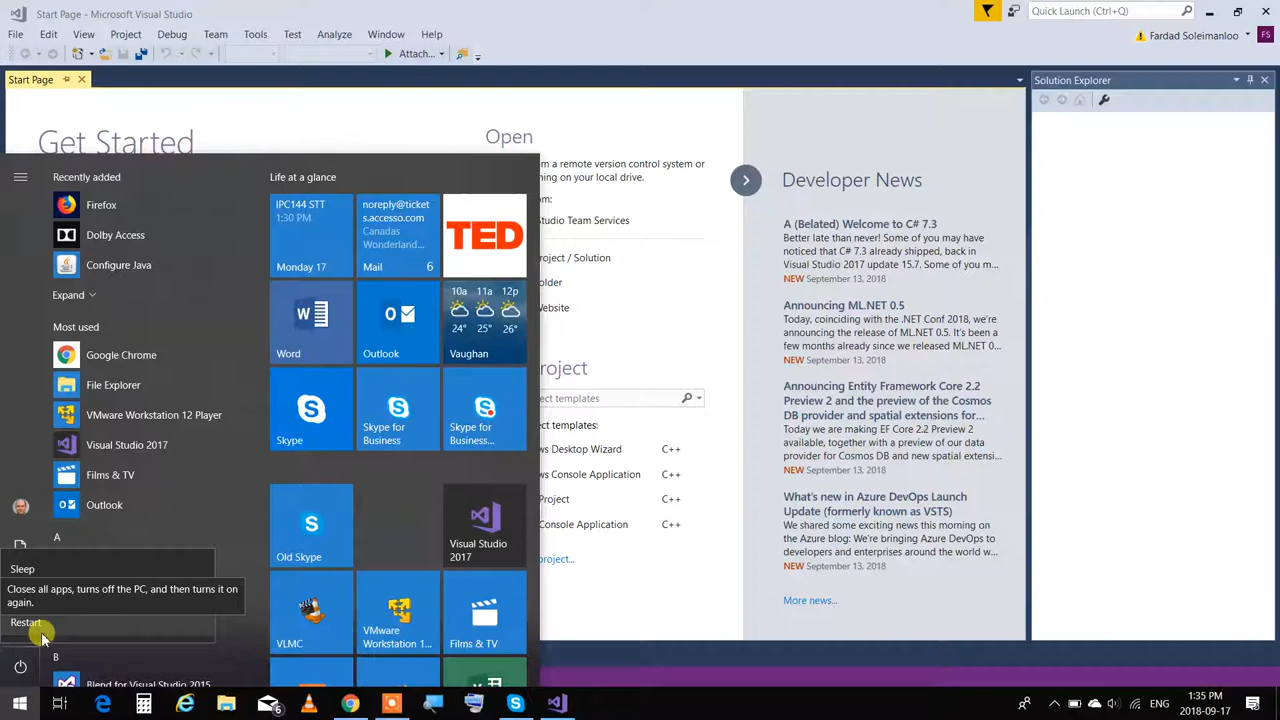 Start Page - Microsoft Visual Studio
Quick Launch (Ctrl+Q)
File Edit View Project Debug Team Tools Test Analyze Window Help
Fardad Soleimanloo
FS
Attach...
Start Page
Solution Explorer
Get Started
Open
m a remote version control system or
ning on your local drive.
om:
Studio Team Services
Project / Solution
older
ebsite
oject
ect templates
ect templates:
ws Desktop Wizard C++
ws Console Application C++
Project C++
Console Application C++
project...
Developer News
A (Belated) Welcome to C# 7.3
Better late than never! Some of you may have
noticed that C# 7.3 already shipped, back in
Visual Studio 2017 update 15.7. Some of you m...
NEW September 13, 2018
Announcing ML.NET 0.5
Today, coinciding with the .NET Conf 2018, we're
announcing the release of ML.NET 0.5. It's been a
few months already since we released ML.NET 0...
NEW September 13, 2018
Announcing Entity Framework Core 2.2
Preview 2 and the preview of the Cosmos
DB provider and spatial extensions for...
Today we are making EF Core 2.2 Preview 2
available, together with a preview of our data
provider for Cosmos DB and new spatial extensi...
NEW September 13, 2018
What's new in Azure DevOps Launch
Update (formerly known as VSTS)
We shared some exciting news this morning on
the Azure blog: We're bringing Azure DevOps to
developers and enterprises around the world w...
NEW September 13, 2018
More news...
Recently added
Firefox
Dolby Access
Configure Java
Expand
Most used
Google Chrome
File Explorer
VMware Workstation 12 Player
Visual Studio 2017
Films & TV
Outlook
A
Sleep
Closes all apps, turns off the PC, and then turns it on
again.
Restart
B
Blend for Visual Studio 2015
Life at a glance
IPC144 STT
1:30 PM
Monday 17
noreply@ticket
s.accesso.com
Canadas
Wonderland...
Mail 6
TED
Word
Outlook
10a 11a 12p
24° 25° 26°
Vaughan
Skype
Skype for
Business
Skype for
Business...
Old Skype
Visual Studio
2017
VLMC
VMware
Workstation 1...
Films & TV
6
ENG
1:35 PM
2018-09-17